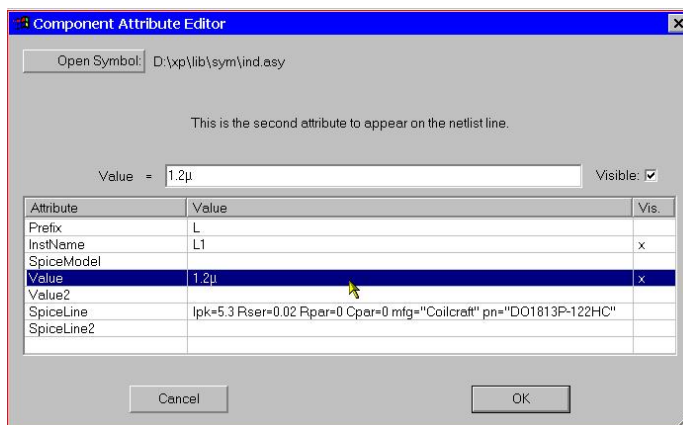 Component Attribute Editor
Open Symbol: D:\xp\lib\sym\ind.asy
This is the second attribute to appear on the netlist line.
Value = 1.2µ Visible:
Attribute Value Vis.
Prefix L
InstName L1 x
SpiceModel
Value 1.2µ x
Value2
SpiceLine Ipk=5.3 Rser=0.02 Rpar=0 Cpar=0 mfg="Coilcraft" pn="DO1813P-122HC"
SpiceLine2
Cancel OK